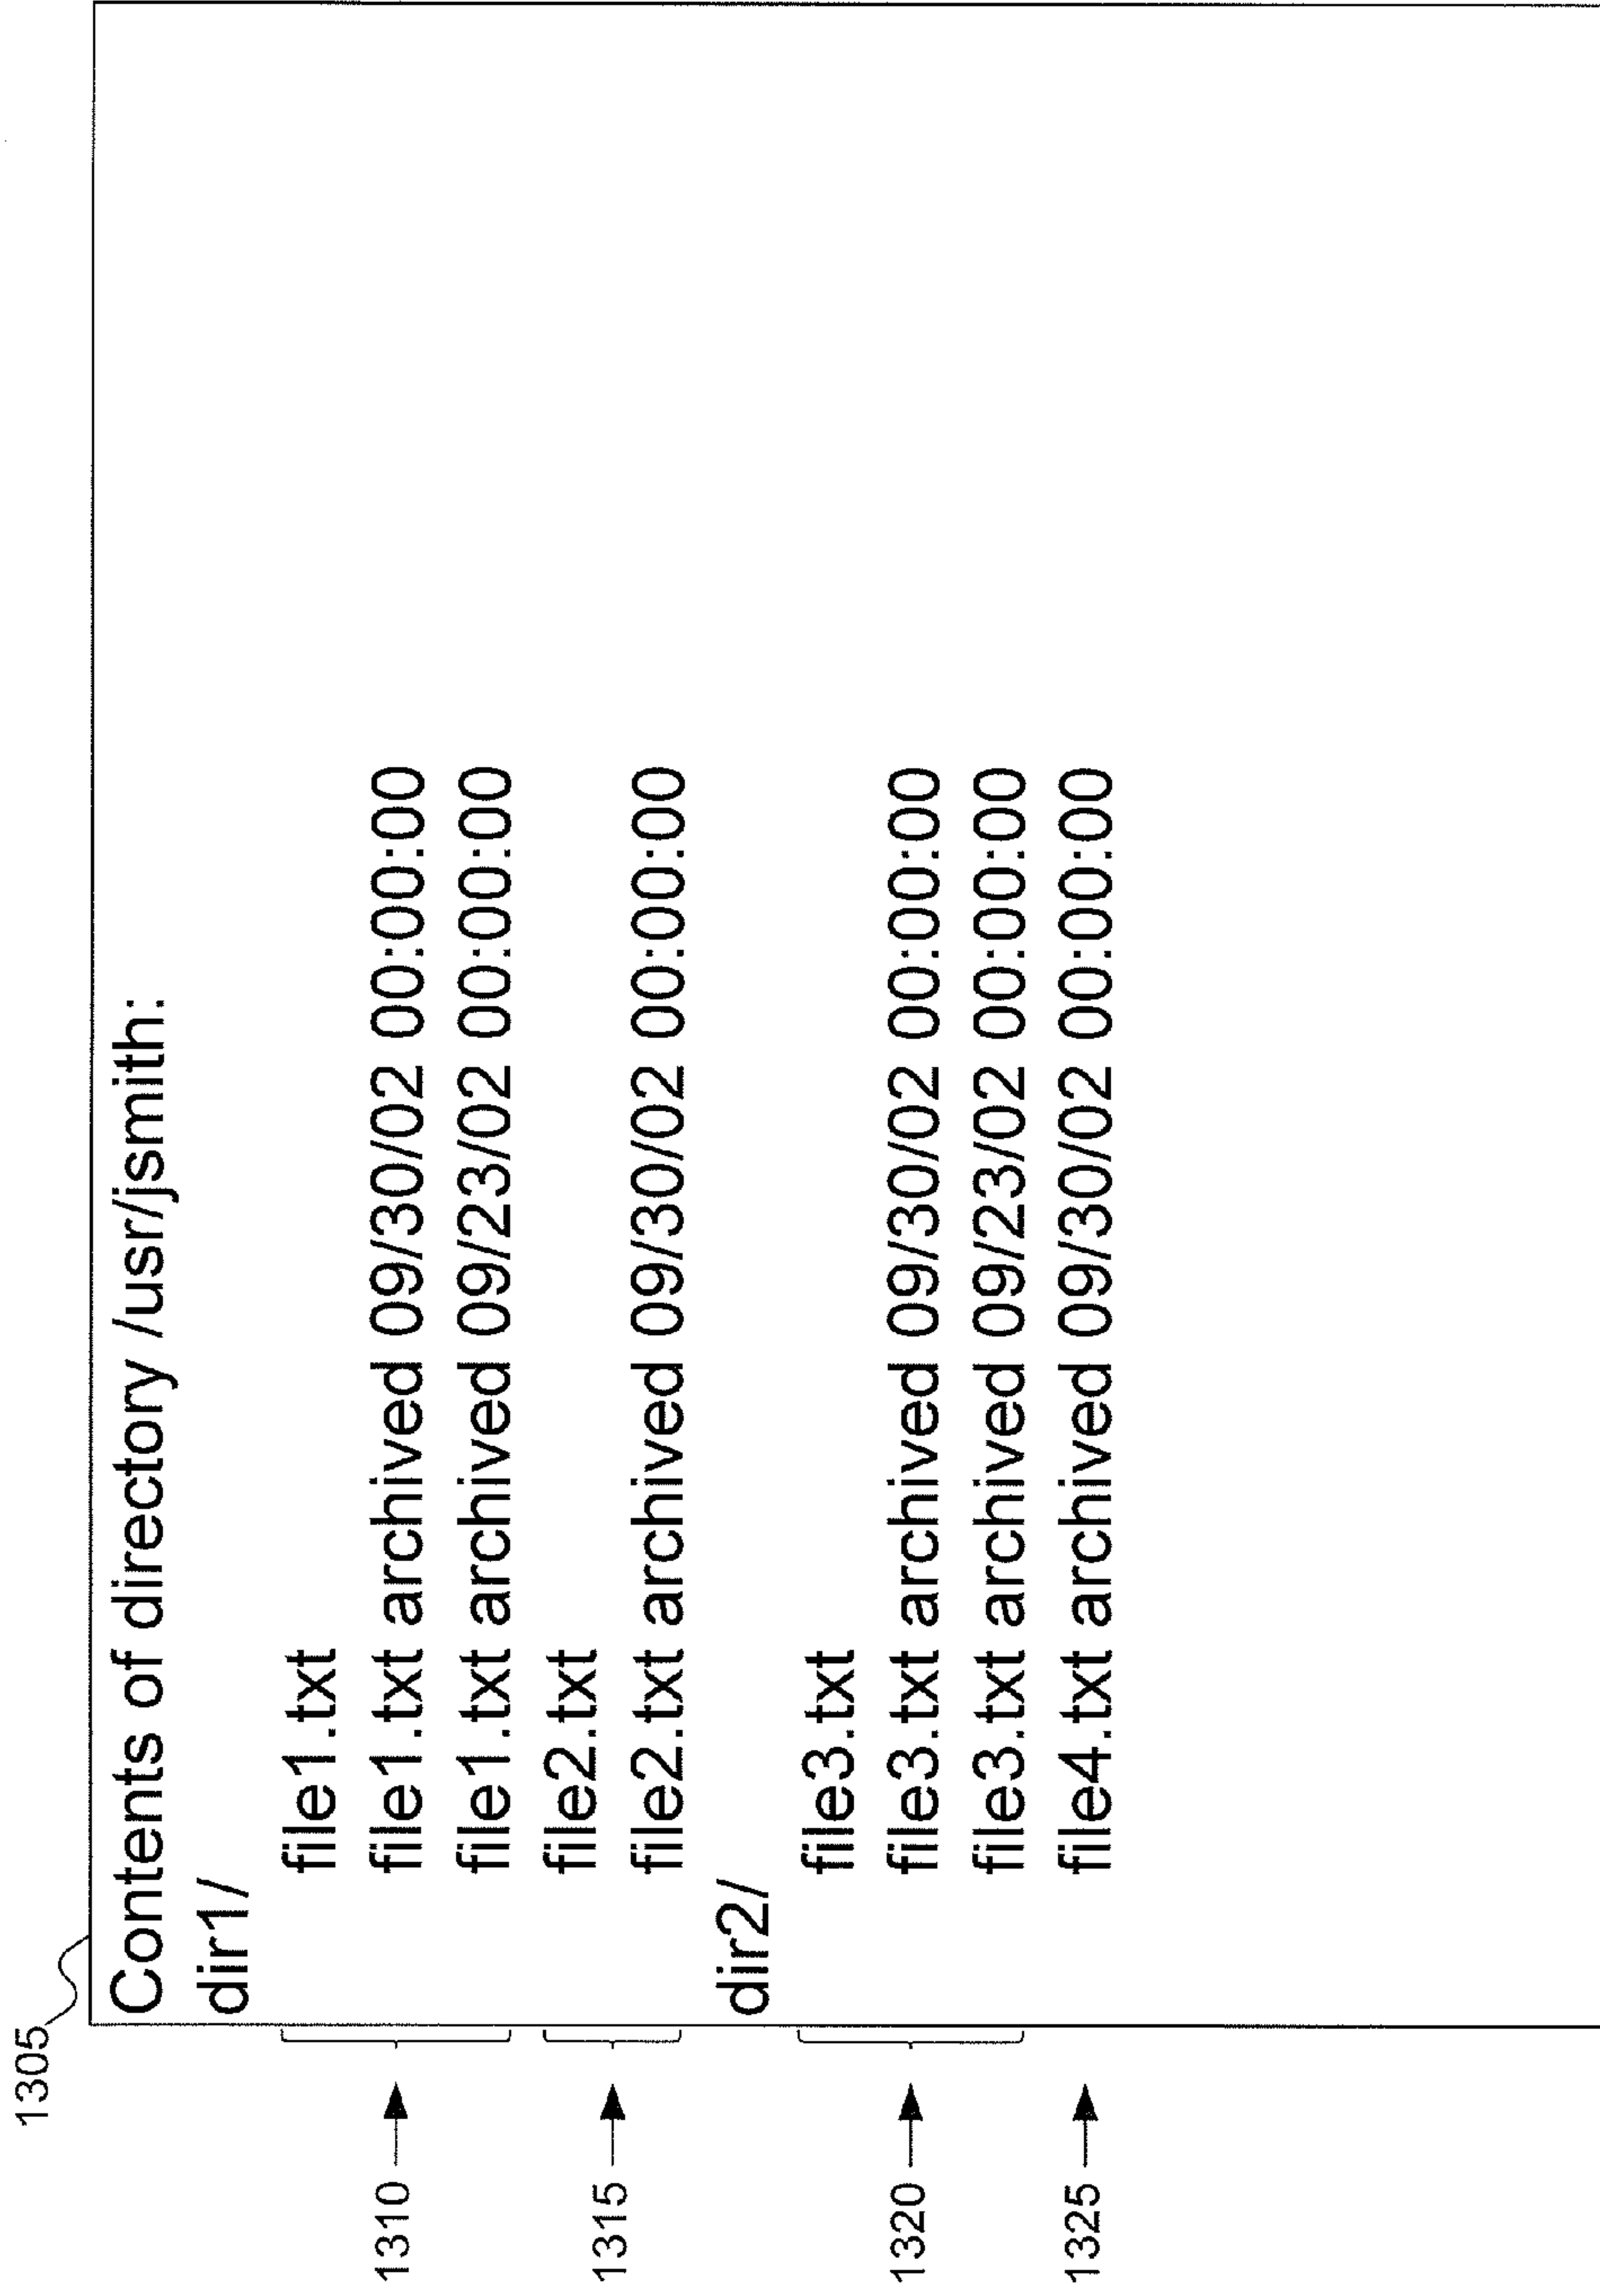 1305
Contents of directory /usr/jsmith:
dir1/
file1.txt
1310 file1.txt archived 09/30/02 00:00:00
file1.txt archived 09/23/02 00:00:00
file2.txt
1315
file2.txt archived 09/30/02 00:00:00
dir2/
file3.txt
1320 file3.txt archived 09/30/02 00:00:00
file3.txt archived 09/23/02 00:00:00
1325 file4.txt archived 09/30/02 00:00:00